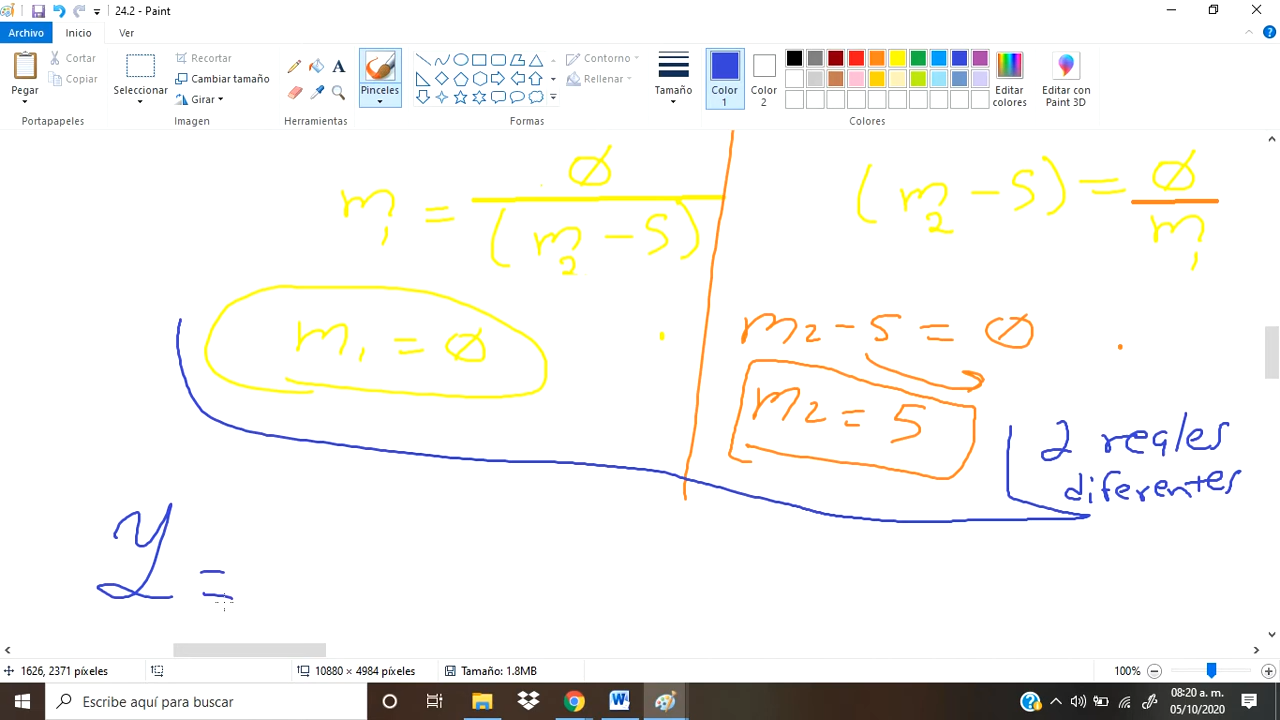 24.2 - Paint
Archivo Inicio Ver
Pegar
Cortar
Copiar
Portapapeles
Seleccionar
Recortar
Cambiar tamaño
Girar
Imagen
A
Herramientas
Pinceles
Contorno
Rellenar
Formas
Tamaño
Color 1
Color 2
Editar colores
Editar con Paint 3D
Colores
m₁ = ∅ / (m₂ - 5)
(m₂ - 5) = ∅ / m₁
m₁ = ∅
m₂ - 5 = ∅
m₂ = 5
2 reales
diferentes
y =
1626, 2371 píxeles 10880 × 4984 píxeles Tamaño: 1.8MB 100%
Escribe aquí para buscar
08:20 a. m.
05/10/2020